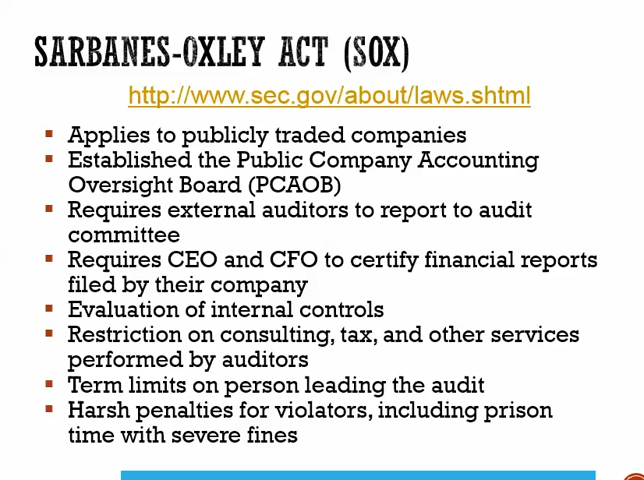 SARBANES-OXLEY ACT (SOX)
http://www.sec.gov/about/laws.shtml
▪ Applies to publicly traded companies
▪ Established the Public Company Accounting
Oversight Board (PCAOB)
▪ Requires external auditors to report to audit
committee
▪ Requires CEO and CFO to certify financial reports
filed by their company
▪ Evaluation of internal controls
▪ Restriction on consulting, tax, and other services
performed by auditors
▪ Term limits on person leading the audit
▪ Harsh penalties for violators, including prison
time with severe fines